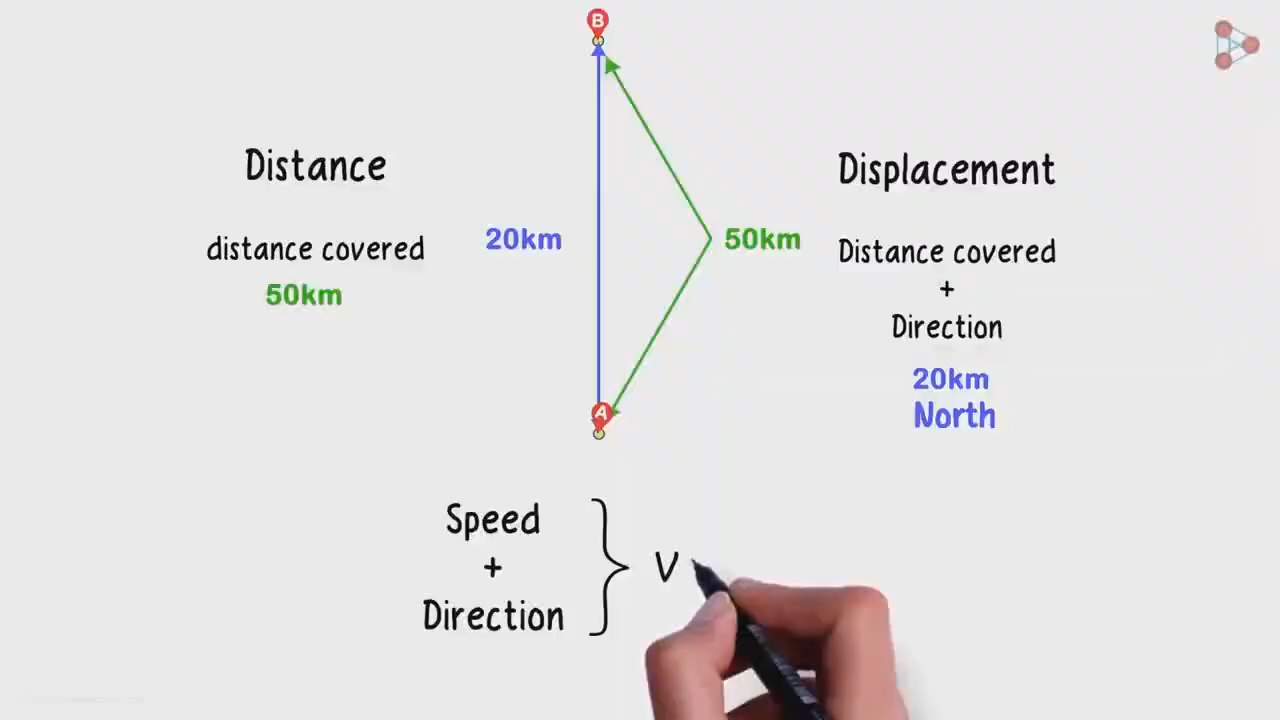 B
Distance
Displacement
distance covered
20km
50km
Distance covered
50km
+
Direction
20km
North
A
Speed
+
Direction
V